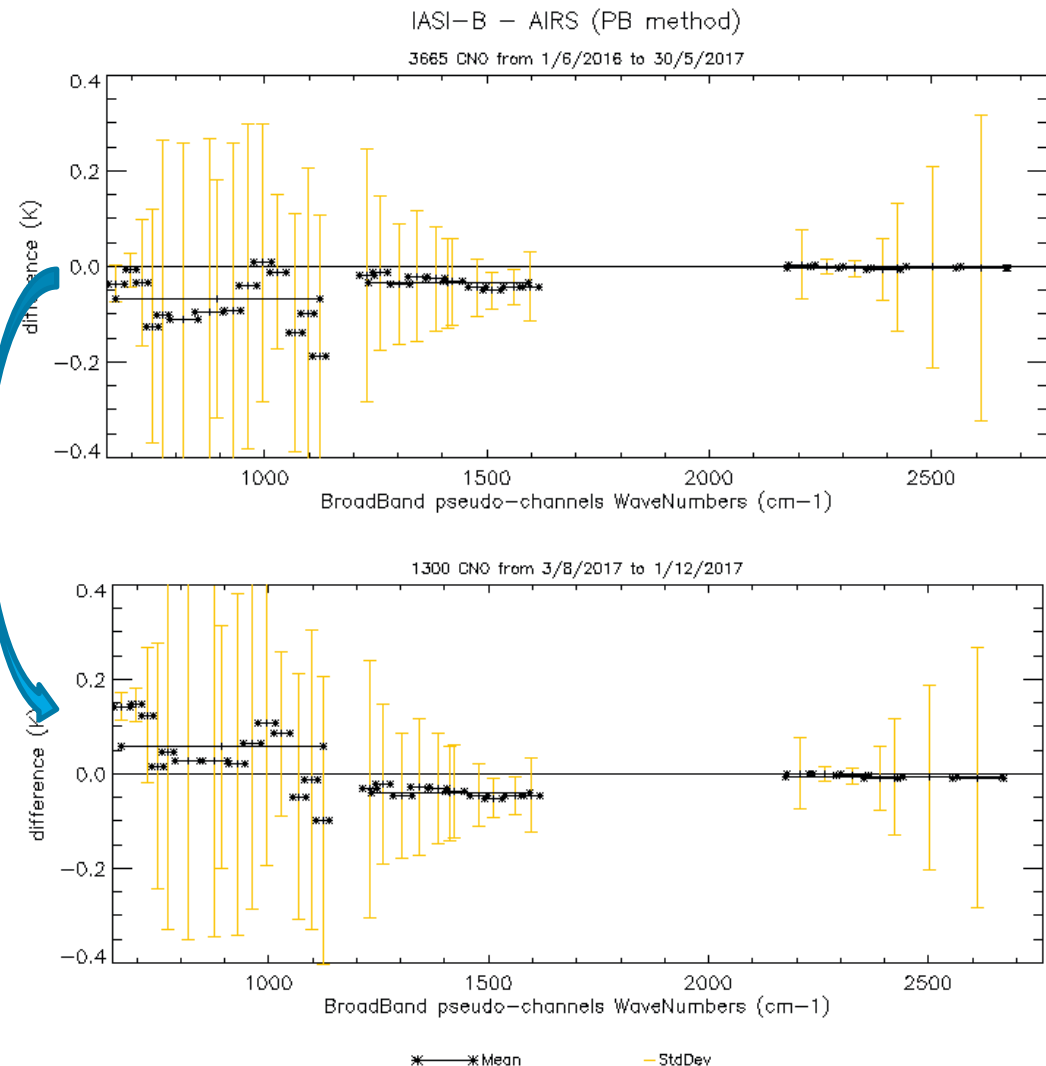 IASI-B - AIRS (PB method)
3665 CNO from 1/6/2016 to 30/5/2017
0.4
0.2
0.0
-0.2
-0.4
difference (K)
1000 1500 2000 2500
BroadBand pseudo-channels WaveNumbers (cm-1)
1300 CNO from 3/8/2017 to 1/12/2017
0.4
0.2
0.0
-0.2
-0.4
difference (K)
1000 1500 2000 2500
BroadBand pseudo-channels WaveNumbers (cm-1)
Mean StdDev